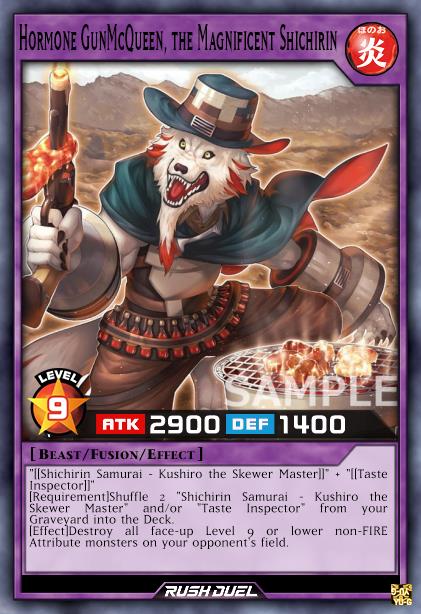 Hormone GunMcQueen, the Magnificent Shichirin
ほのお
炎
SAMPLE
LEVEL
9
ATK 2900 DEF 1400
[Beast/Fusion/Effect]
"[[Shichirin Samurai - Kushiro the Skewer Master]]" + "[[Taste
Inspector]]"
[Requirement]Shuffle 2 "Shichirin Samurai - Kushiro the
Skewer Master" and/or "Taste Inspector" from your
Graveyard into the Deck.
[Effect]Destroy all face-up Level 9 or lower non-FIRE
Attribute monsters on your opponent's field.
RUSH DUEL